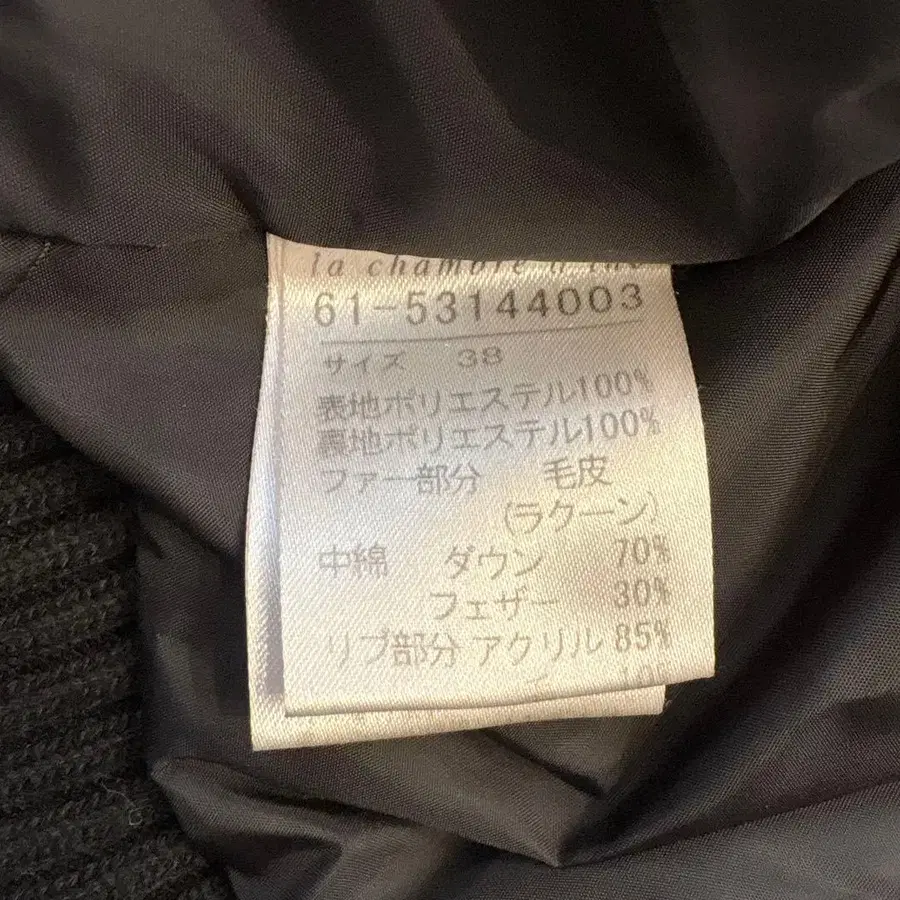 la chambre
61-53144003
サイズ 38
表地ポリエステル100%
裏地ポリエステル100%
ファー部分 毛皮
(ラクーン)
中綿 ダウン 70%
フェザー 30%
リブ部分 アクリル 85%